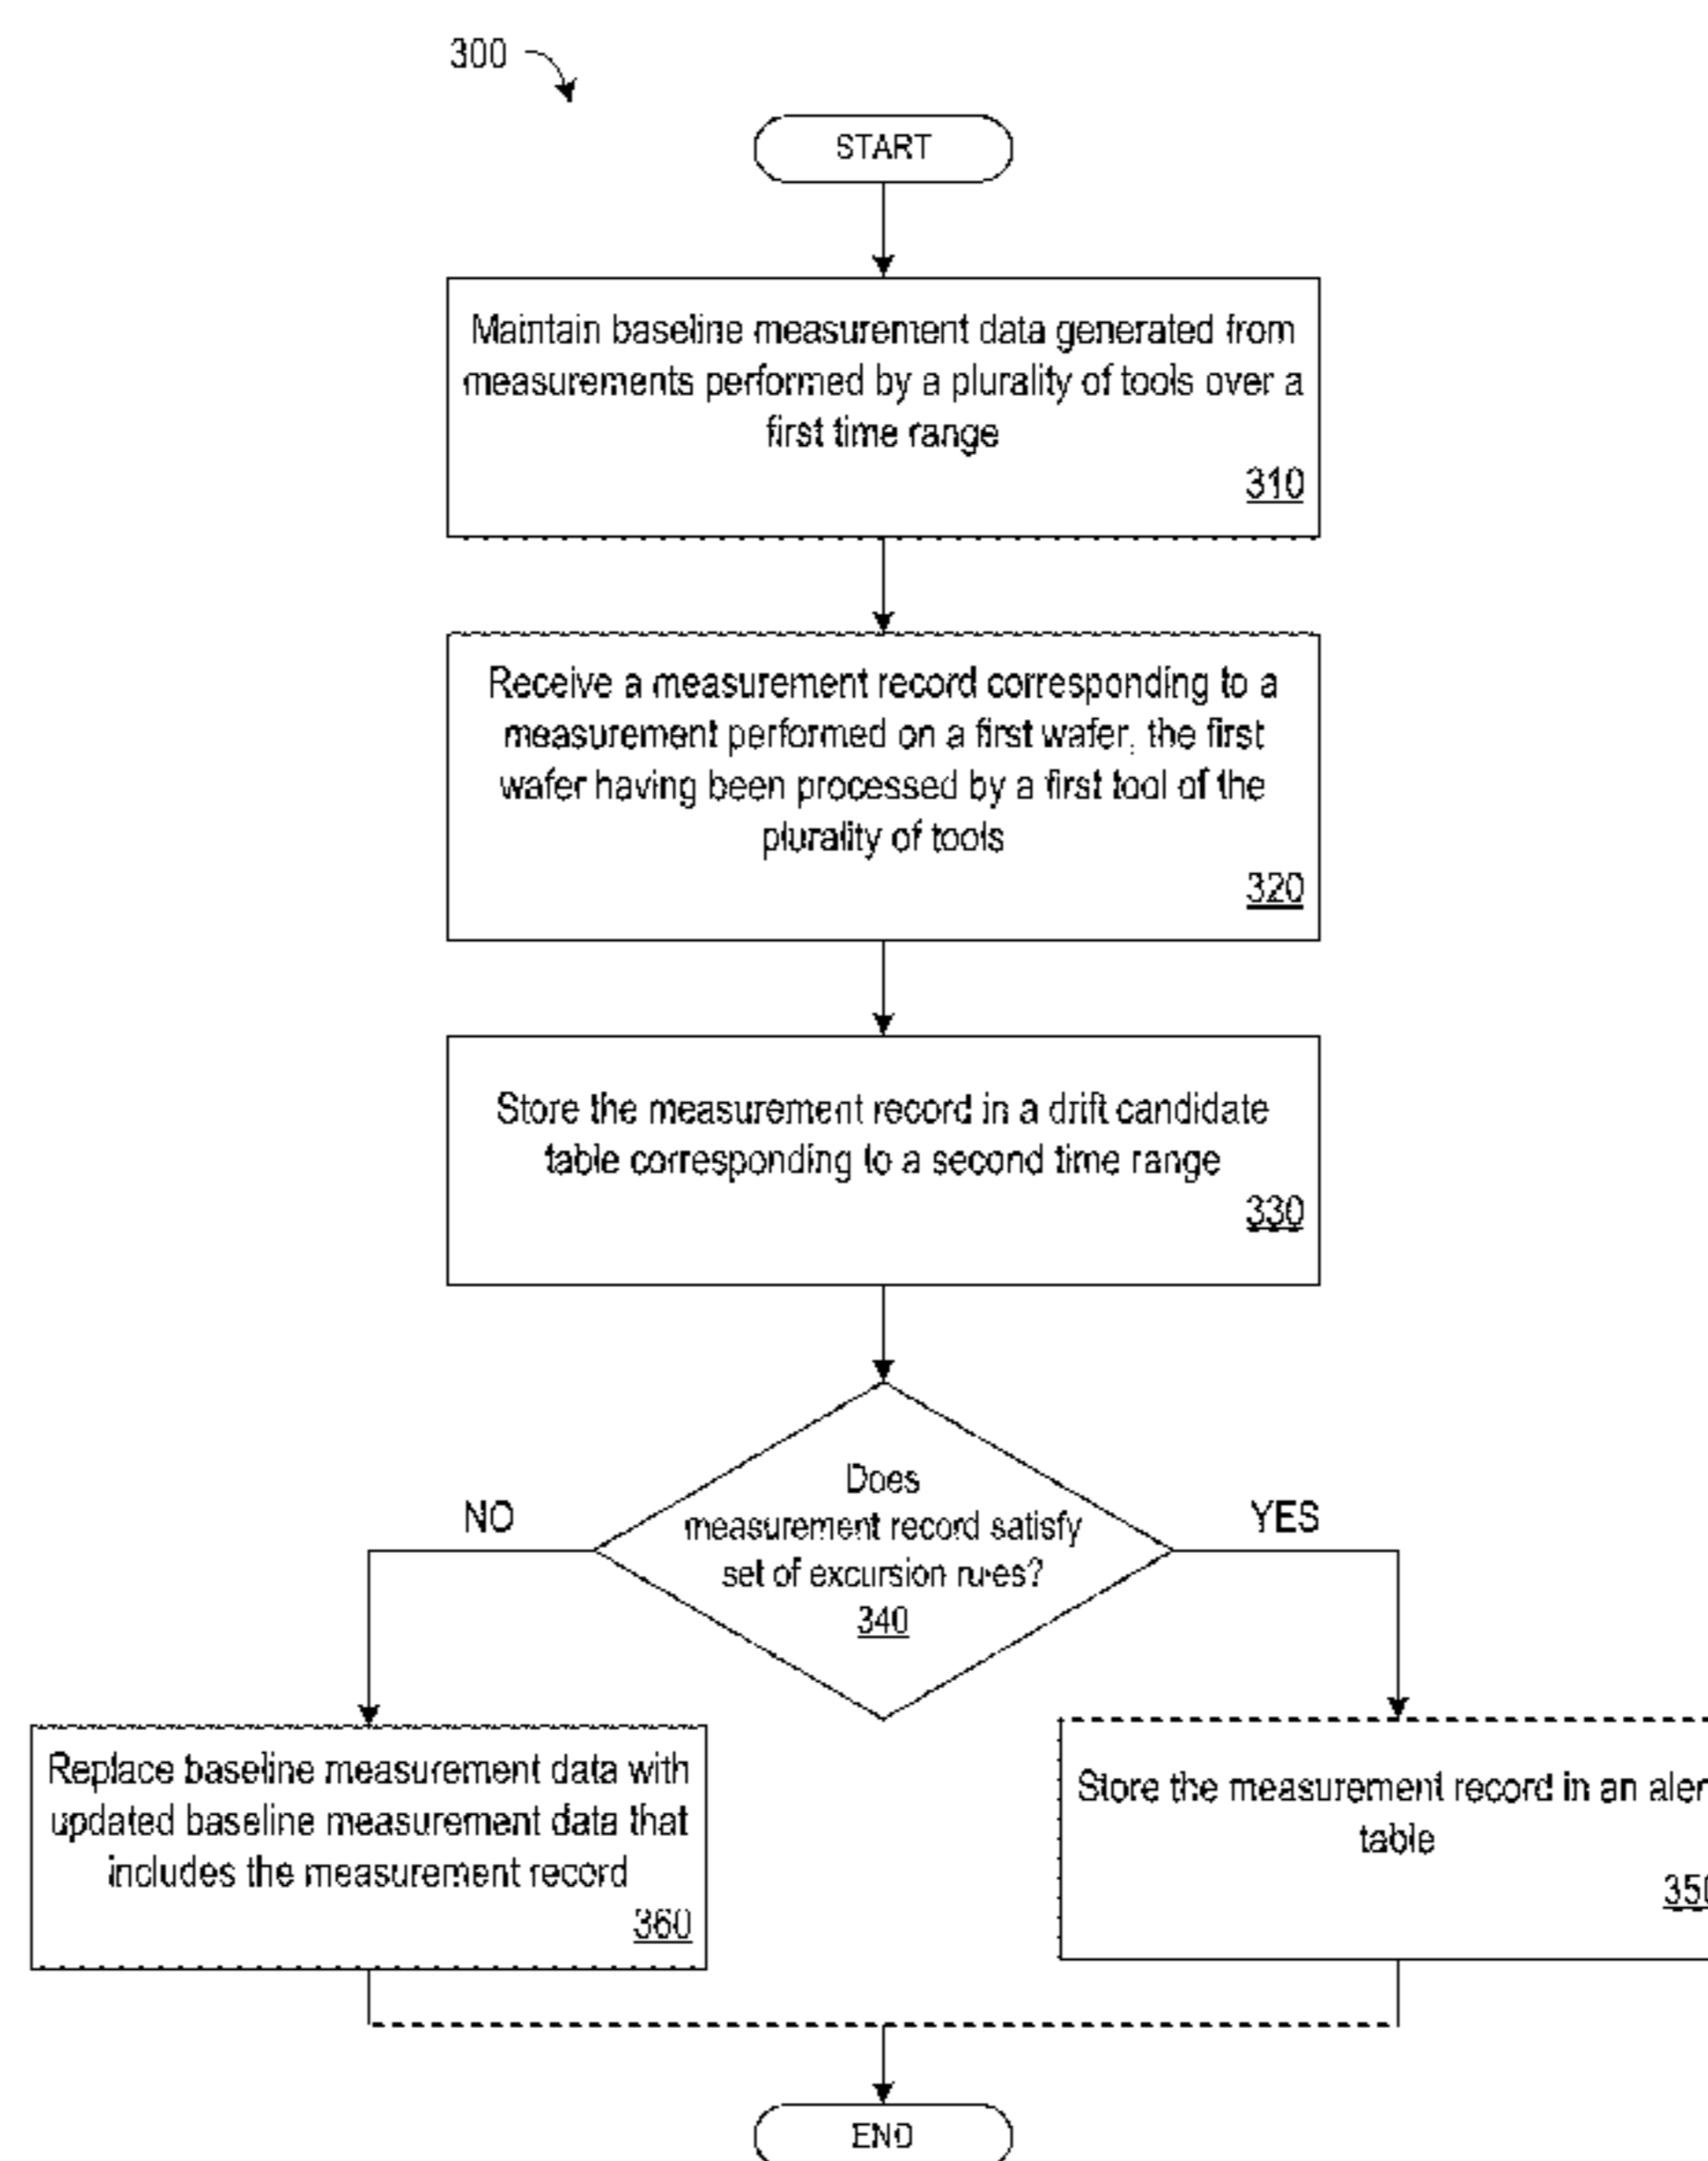 300
START
Maintain baseline measurement data generated from
measurements performed by a plurality of tools over a
first time range
310
Receive a measurement record corresponding to a
measurement performed on a first wafer, the first
wafer having been processed by a first tool of the
plurality of tools
320
Store the measurement record in a drift candidate
table corresponding to a second time range
330
Does
measurement record satisfy
set of excursion rules?
340
NO
YES
Replace baseline measurement data with
updated baseline measurement data that
includes the measurement record
360
Store the measurement record in an aler
table
350
END